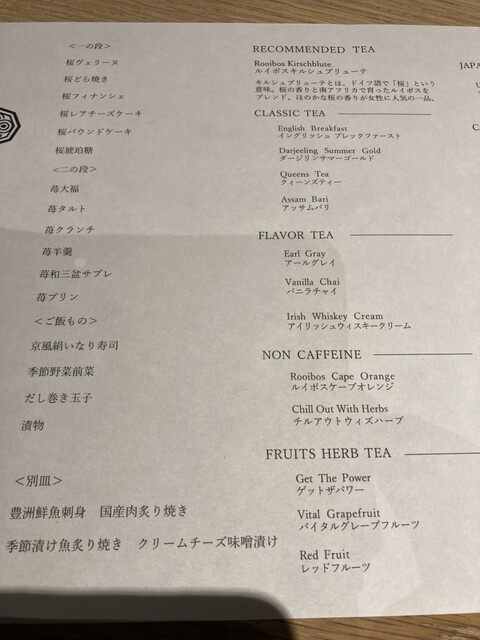 ＜一の段＞
桜ヴェリーヌ
桜どら焼き
桜フィナンシェ
桜レアチーズケーキ
桜パウンドケーキ
桜琥珀糖
＜二の段＞
苺大福
苺タルト
苺クランチ
苺羊羹
苺和三盆サブレ
苺プリン
＜ご飯もの＞
京風絹いなり寿司
季節野菜前菜
だし巻き玉子
漬物
＜別皿＞
豊洲鮮魚刺身　国産肉炙り焼き
季節漬け魚炙り焼き　クリームチーズ味噌漬け
RECOMMENDED TEA
Rooibos Kirschblute
ルイボスキルシュブリューテ
キルシュブリューテとは、ドイツ語で「桜」という
意味。桜の香りと南アフリカで育ったルイボスを
ブレンド。ほのかな桜の香りが女性に人気の一品。
CLASSIC TEA
English Breakfast
イングリッシュ ブレックファースト
Darjeeling Summer Gold
ダージリンサマーゴールド
Queens Tea
クィーンズティー
Assam Bari
アッサムバリ
FLAVOR TEA
Earl Gray
アールグレイ
Vanilla Chai
バニラチャイ
Irish Whiskey Cream
アイリッシュウィスキークリーム
NON CAFFEINE
Rooibos Cape Orange
ルイボスケープオレンジ
Chill Out With Herbs
チルアウトウィズハーブ
FRUITS HERB TEA
Get The Power
ゲットザパワー
Vital Grapefruit
バイタルグレープフルーツ
Red Fruit
レッドフルーツ
JAPA